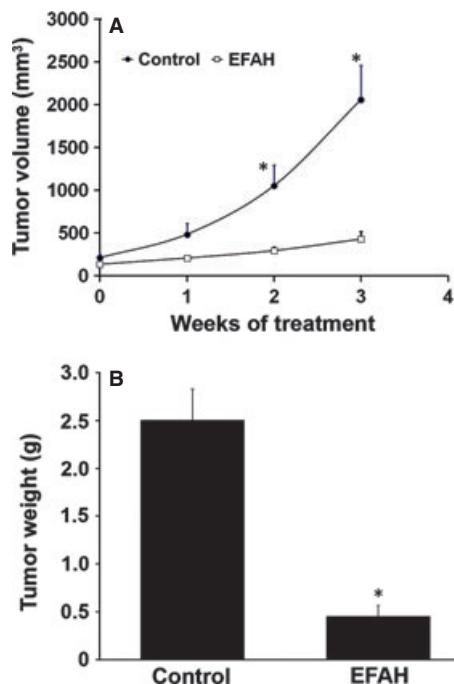 A
Control EFAH
Tumor volume (mm³)
3000
2500
2000
1500
1000
500
0
*
*
0 1 2 3 4
Weeks of treatment
B
Tumor weight (g)
3.0
2.5
2.0
1.5
1.0
0.5
0
*
Control EFAH